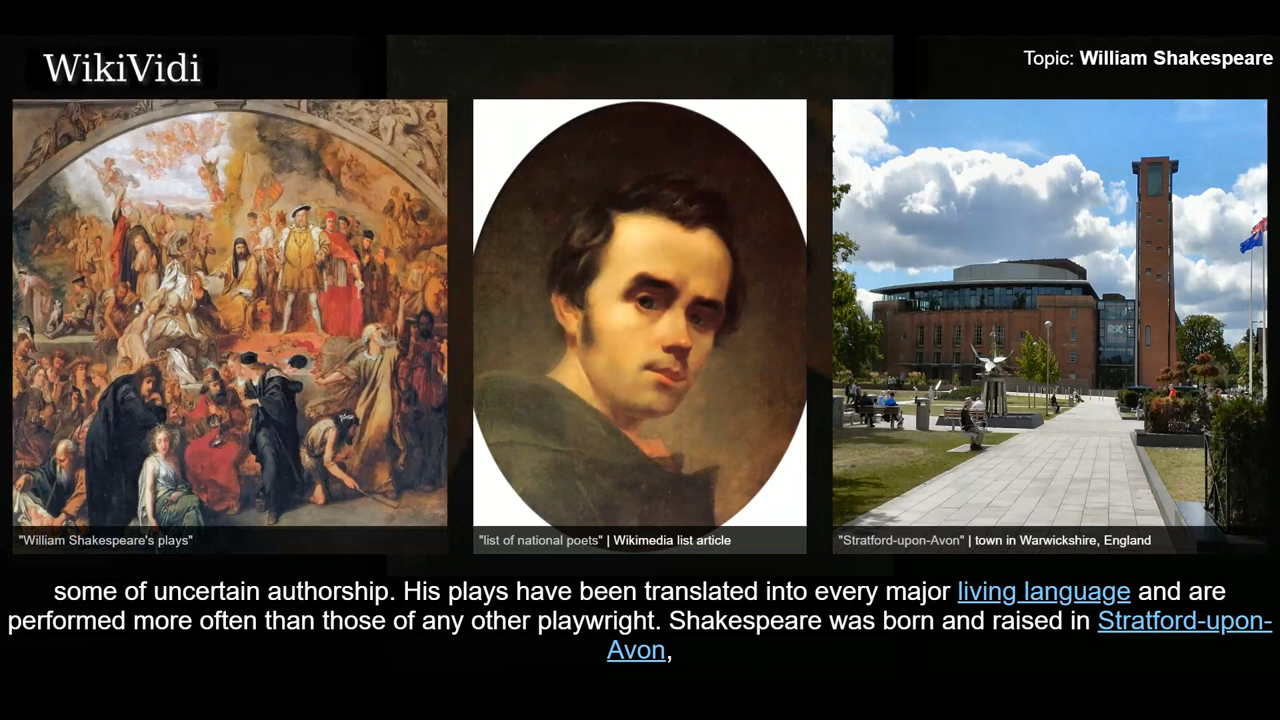 WikiVidi
Topic: William Shakespeare
"William Shakespeare's plays"
"list of national poets" | Wikimedia list article
"Stratford-upon-Avon" | town in Warwickshire, England
some of uncertain authorship. His plays have been translated into every major living language and are
performed more often than those of any other playwright. Shakespeare was born and raised in Stratford-upon-
Avon,